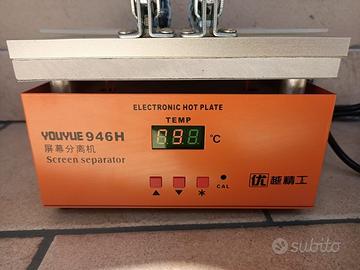 ELECTRONIC HOT PLATE
TEMP
YOUYUE 946H
℃
屏幕分离机
Screen separator
CAL
优越精工
subito